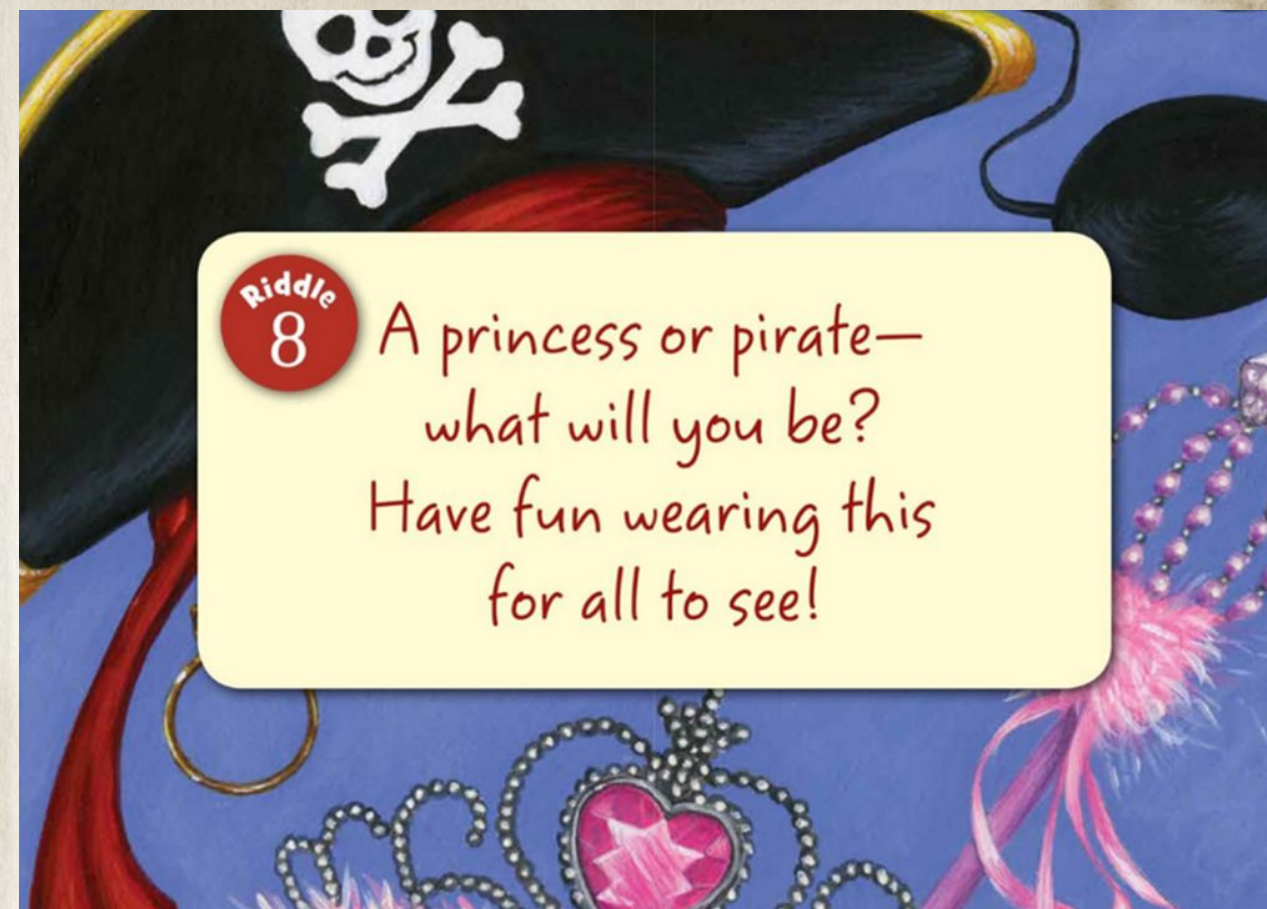 Riddle
8
A princess or pirate—
what will you be?
Have fun wearing this
for all to see!